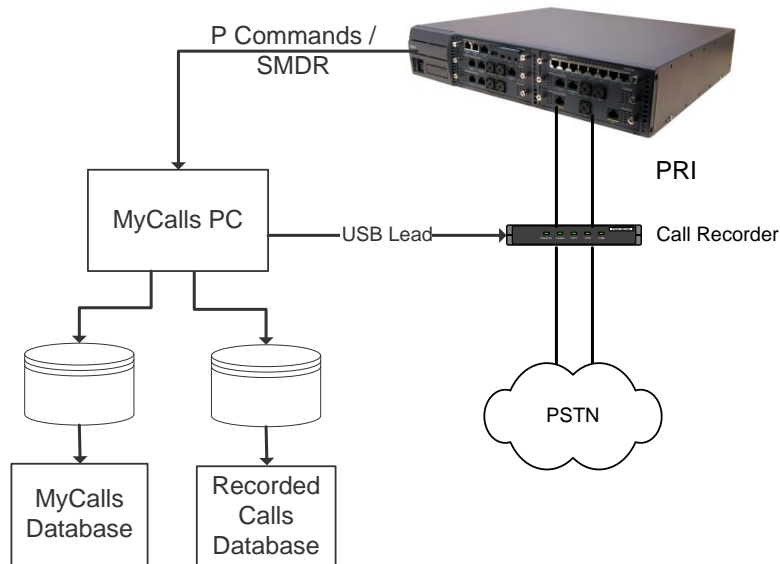 P Commands /
SMDR
PRI
MyCalls PC
USB Lead
Call Recorder
PSTN
MyCalls
Database
Recorded
Calls
Database